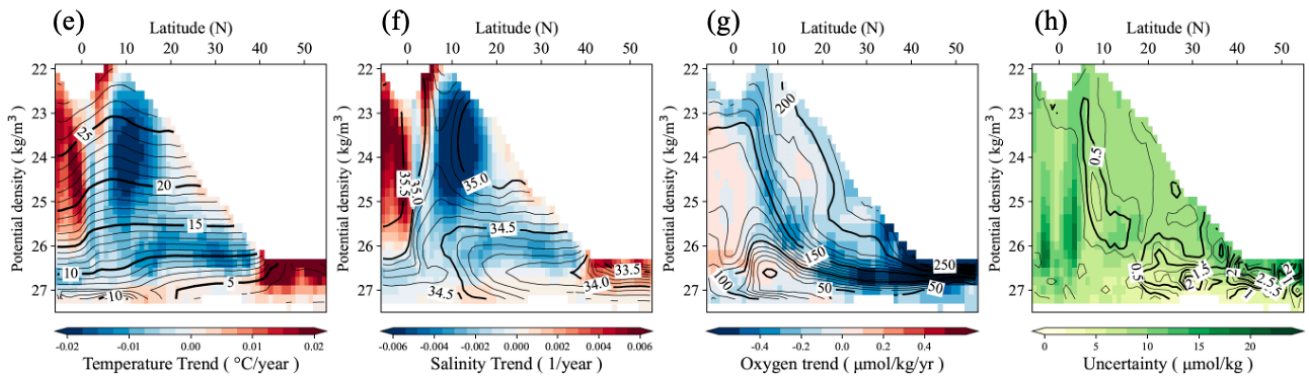 (e)
Latitude (N)
0 10 20 30 40 50
Potential density ( kg/m³ )
22
23
24
25
26
27
25
20
15
10
5
10
-0.02 -0.01 0.00 0.01 0.02
Temperature Trend ( °C/year )
(f)
Latitude (N)
0 10 20 30 40 50
Potential density ( kg/m³ )
22
23
24
25
26
27
35.5
35.0
35.0
34.5
33.5
34.0
34.5
-0.006 -0.004 -0.002 0.000 0.002 0.004 0.006
Salinity Trend ( 1/year )
(g)
Latitude (N)
0 10 20 30 40 50
Potential density ( kg/m³ )
22
23
24
25
26
27
200
150
250
100
50
50
-0.4 -0.2 0.0 0.2 0.4
Oxygen trend ( μmol/kg/yr )
(h)
Latitude (N)
0 10 20 30 40 50
Potential density ( kg/m³ )
22
23
24
25
26
27
0.5
0.5
1.5
2
2.5
1
0 5 10 15 20
Uncertainty ( μmol/kg )